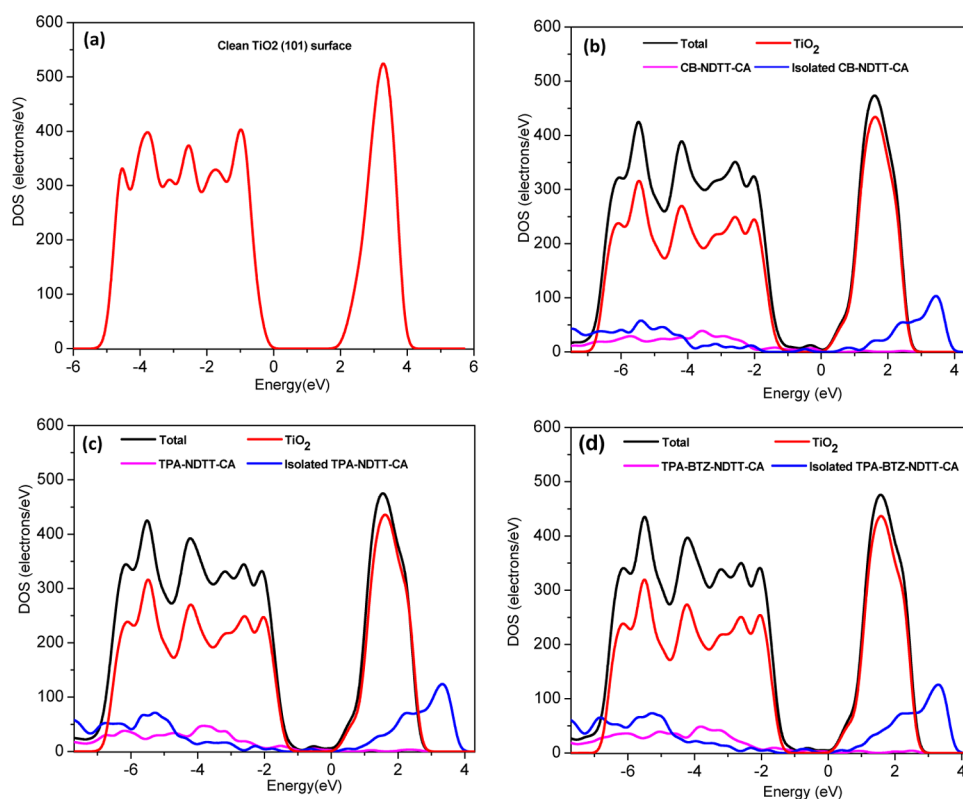 (a)
Clean TiO2 (101) surface
DOS (electrons/eV)
600
500
400
300
200
100
0
-6 -4 -2 0 2 4 6
Energy(eV)
(b)
Total TiO₂
CB-NDTT-CA Isolated CB-NDTT-CA
DOS (electrons/eV)
600
500
400
300
200
100
0
-6 -4 -2 0 2 4
Energy (eV)
(c)
Total TiO₂
TPA-NDTT-CA Isolated TPA-NDTT-CA
DOS (electrons/eV)
600
500
400
300
200
100
0
-6 -4 -2 0 2 4
Energy(eV)
(d)
Total TiO₂
TPA-BTZ-NDTT-CA Isolated TPA-BTZ-NDTT-CA
DOS (electrons/eV)
600
500
400
300
200
100
0
-6 -4 -2 0 2 4
Energy (eV)